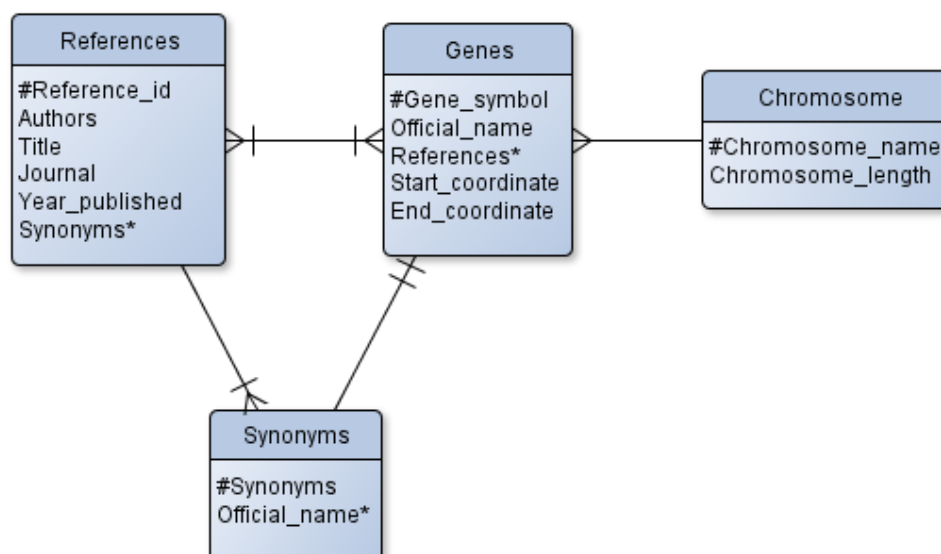 References
#Reference_id
Authors
Title
Journal
Year_published
Synonyms*
Genes
#Gene_symbol
Official_name
References*
Start_coordinate
End_coordinate
Chromosome
#Chromosome_name
Chromosome_length
Synonyms
#Synonyms
Official_name*